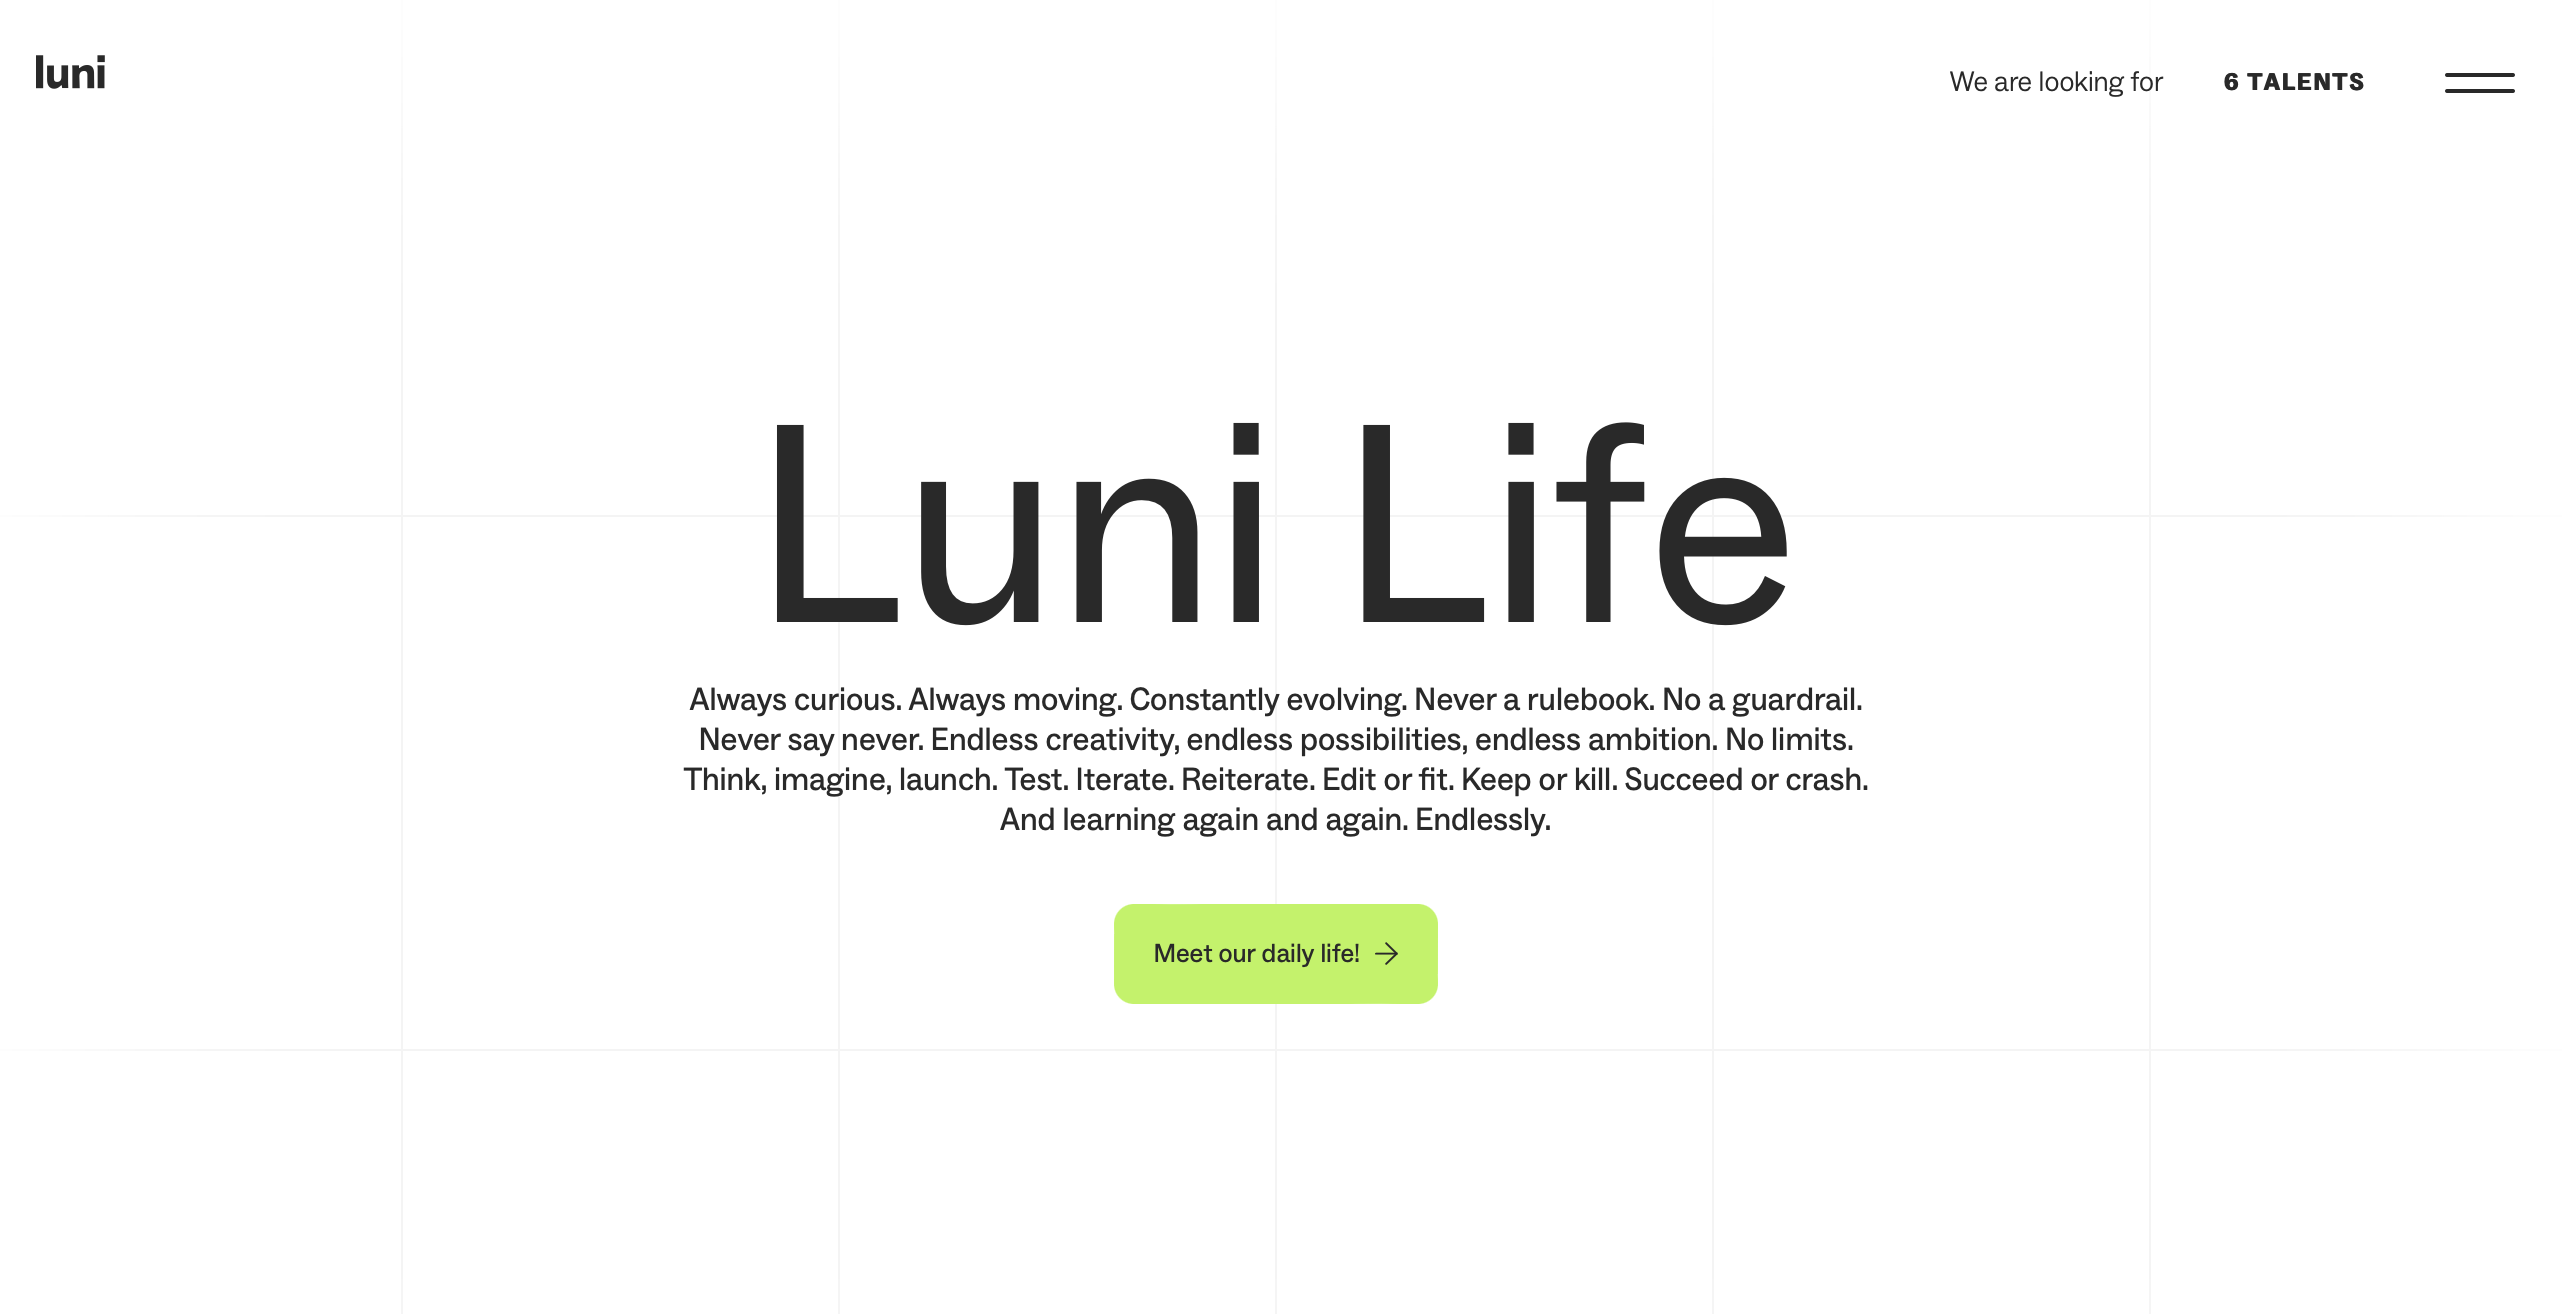 luni
We are looking for
6 TALENTS
Luni Life
Always curious. Always moving. Constantly evolving. Never a rulebook. No a guardrail.
Never say never. Endless creativity, endless possibilities, endless ambition. No limits.
Think, imagine, launch. Test. Iterate. Reiterate. Edit or fit. Keep or kill. Succeed or crash.
And learning again and again. Endlessly.
Meet our daily life!